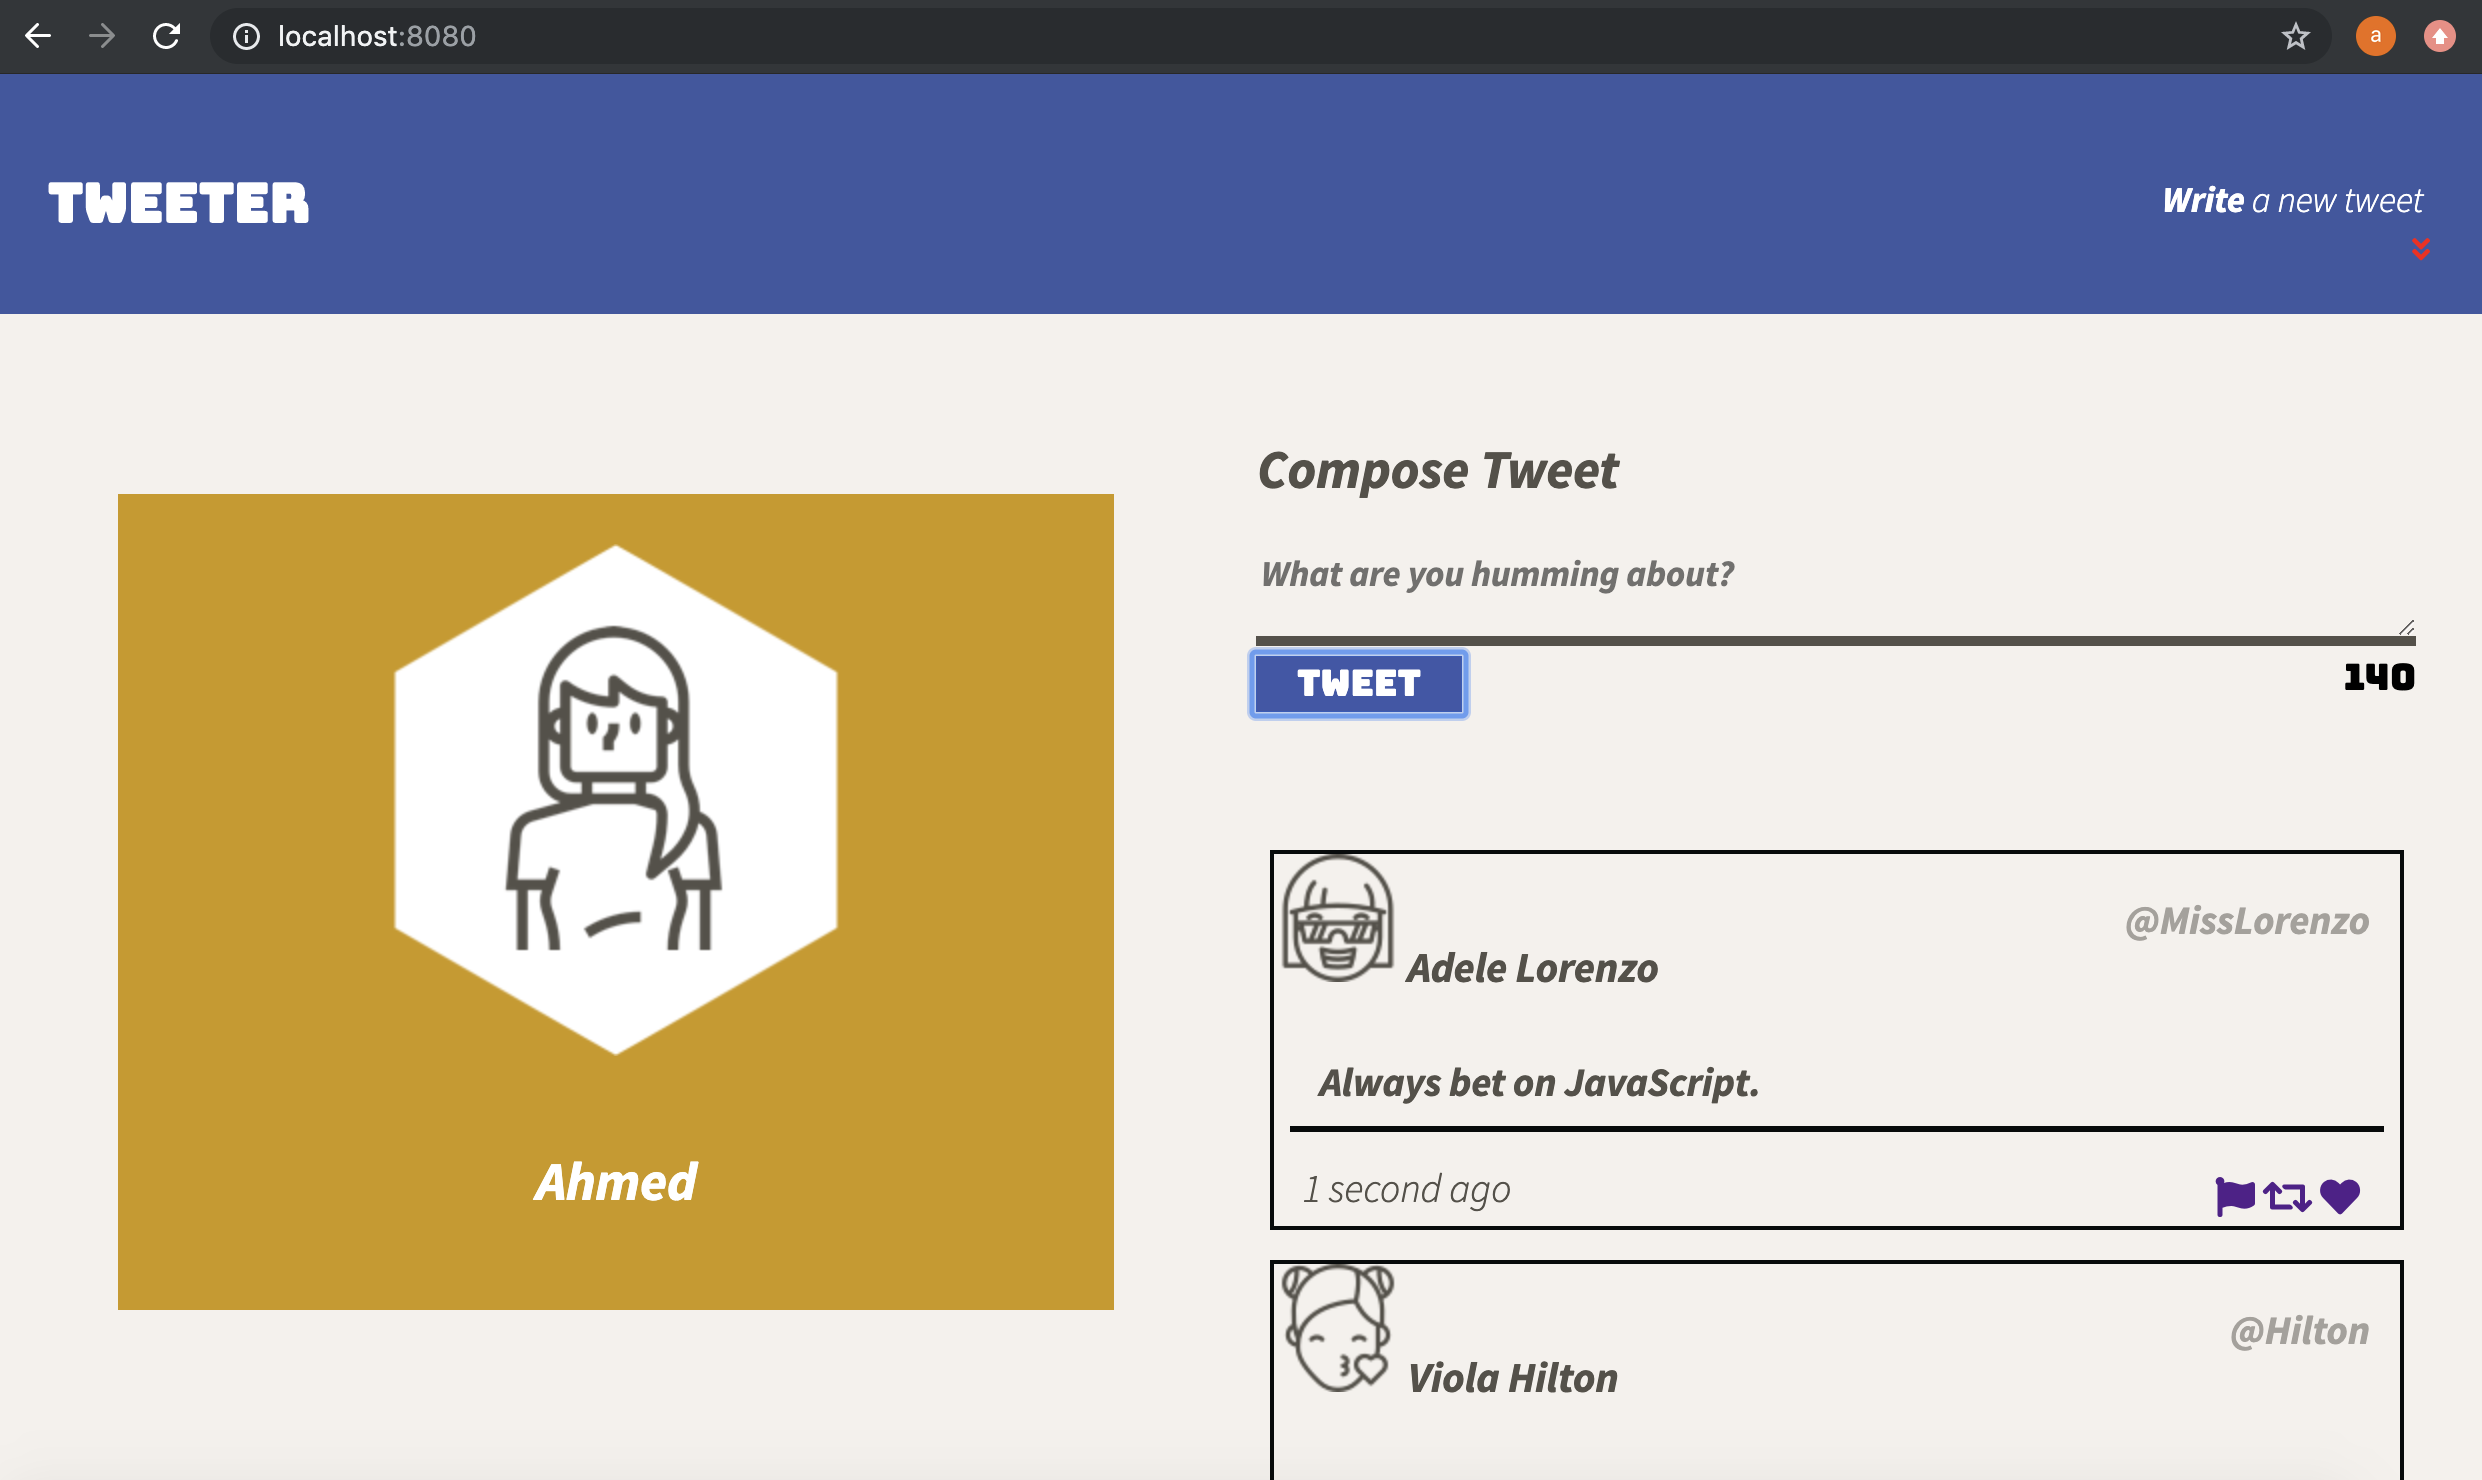 localhost:8080
a
TWEETER
Write a new tweet
Compose Tweet
What are you humming about?
TWEET
140
Ahmed
@MissLorenzo
Adele Lorenzo
Always bet on JavaScript.
1 second ago
@Hilton
Viola Hilton